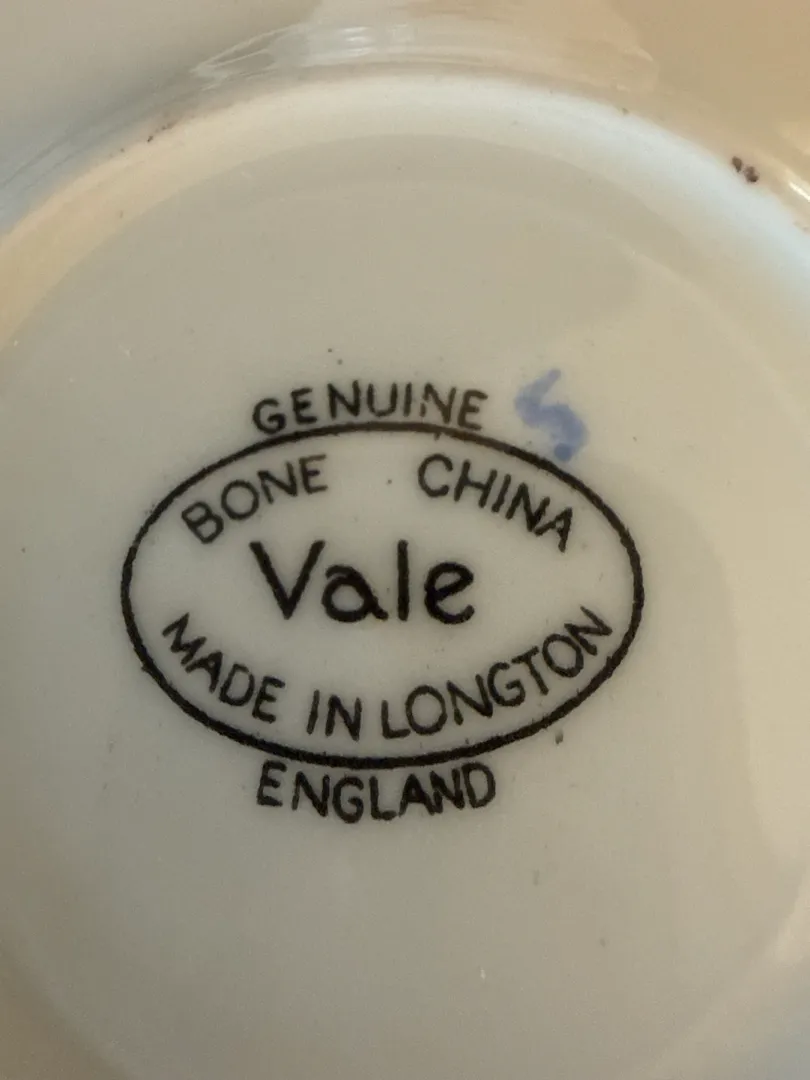 GENUINE
BONE CHINA
Vale
MADE IN LONGTON
ENGLAND